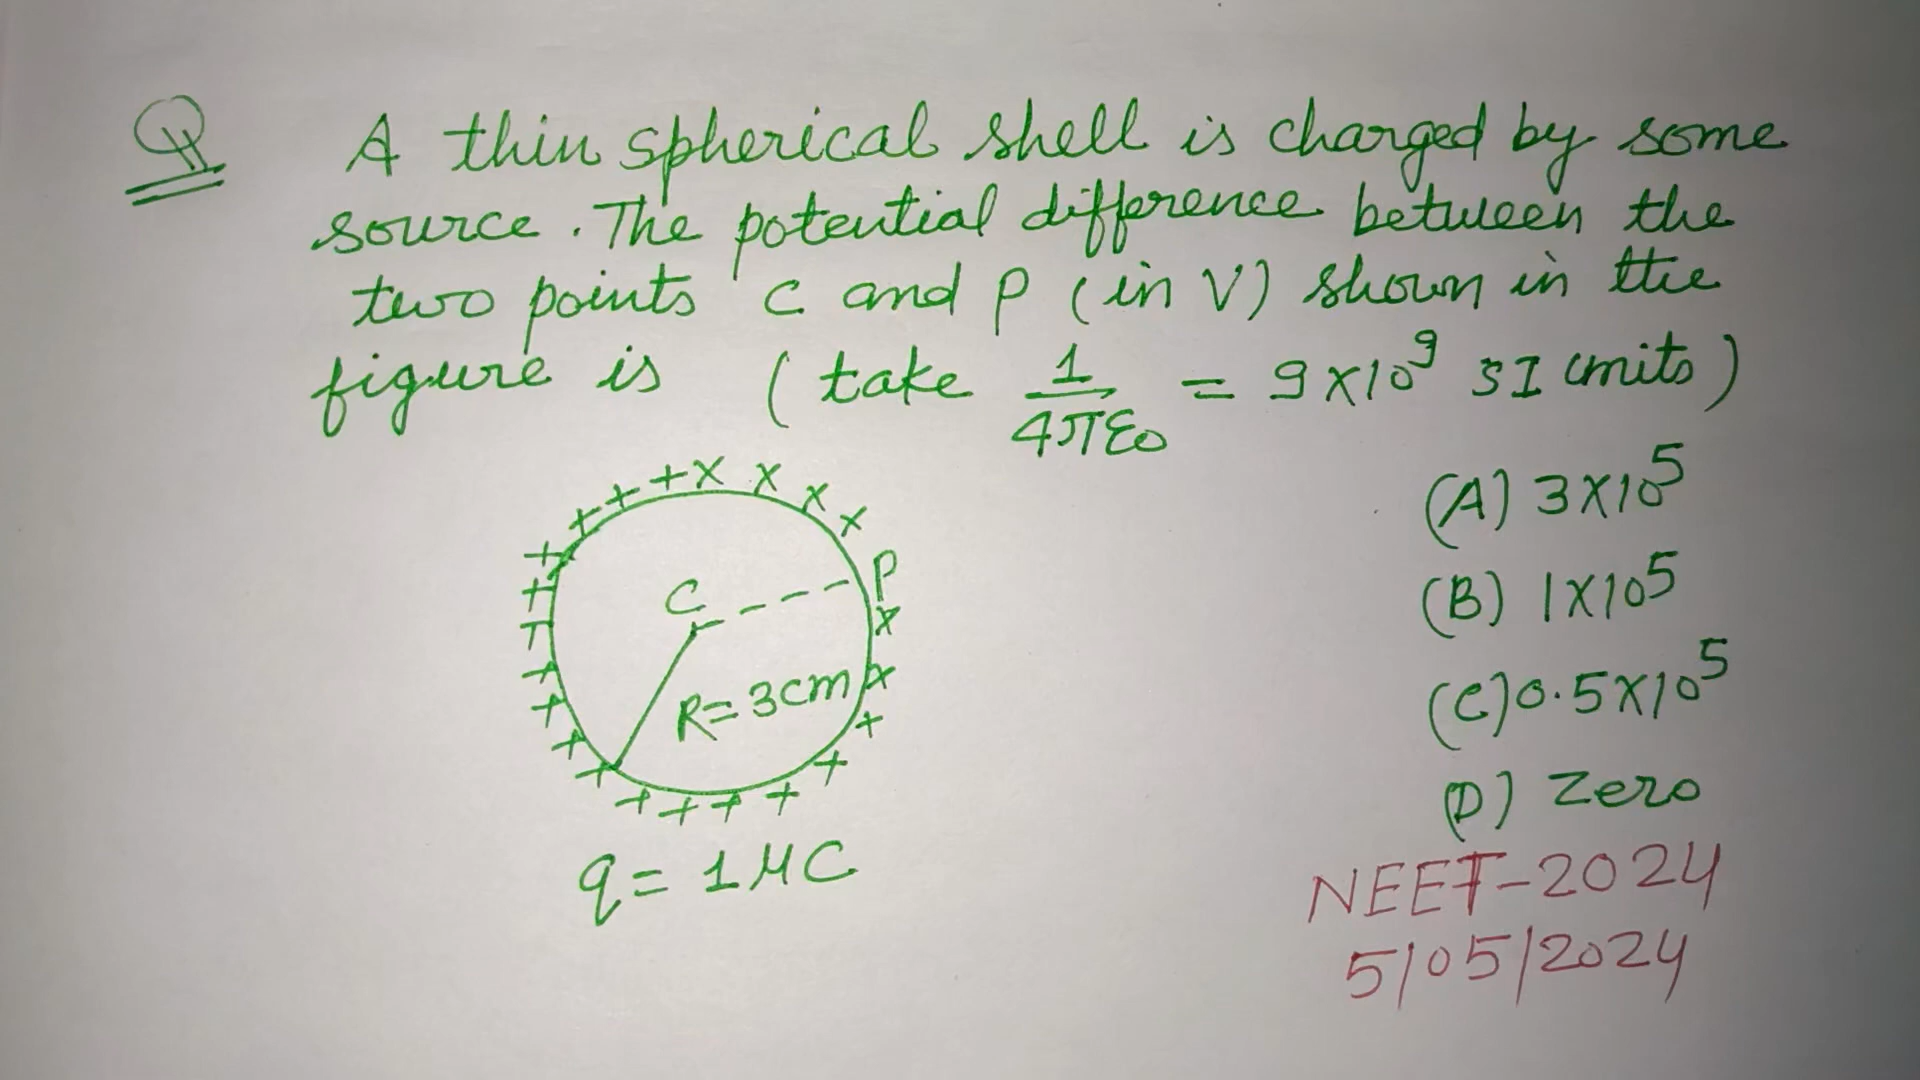 Q A thin spherical shell is charged by some
source. The potential difference between the
two points C and P (in V) shown in the
figure is (take 1/4πε0 = 9×10⁹ SI units)
(A) 3×10⁵
(B) 1×10⁵
(C) 0.5×10⁵
(D) Zero
+ + + x x x x
C P
R=3cm
q = 1μC
NEET-2024
5/05/2024